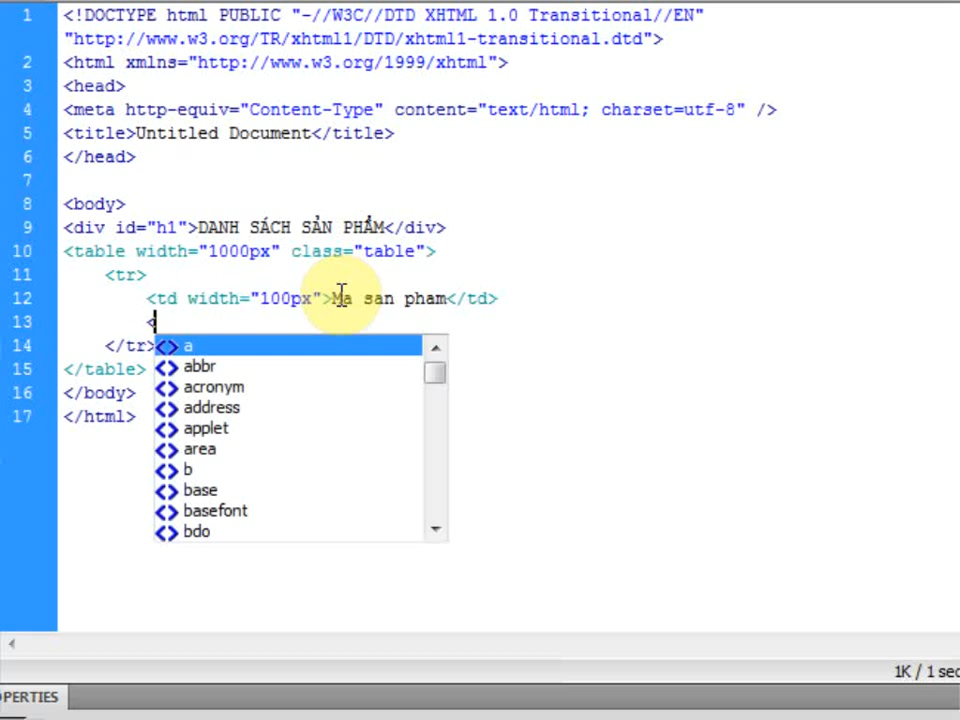 1 <!DOCTYPE html PUBLIC "-//W3C//DTD XHTML 1.0 Transitional//EN"
"http://www.w3.org/TR/xhtml1/DTD/xhtml1-transitional.dtd">
2 <html xmlns="http://www.w3.org/1999/xhtml">
3 <head>
4 <meta http-equiv="Content-Type" content="text/html; charset=utf-8" />
5 <title>Untitled Document</title>
6 </head>
7
8 <body>
9 <div id="h1">DANH SÁCH SẢN PHẨM</div>
10 <table width="1000px" class="table">
11 <tr>
12 <td width="100px">Ma san pham</td>
13 <
14 </tr>
15 </table>
16 </body>
17 </html>
<> a
<> abbr
<> acronym
<> address
<> applet
<> area
<> b
<> base
<> basefont
<> bdo
1K / 1 sec
OPERTIES